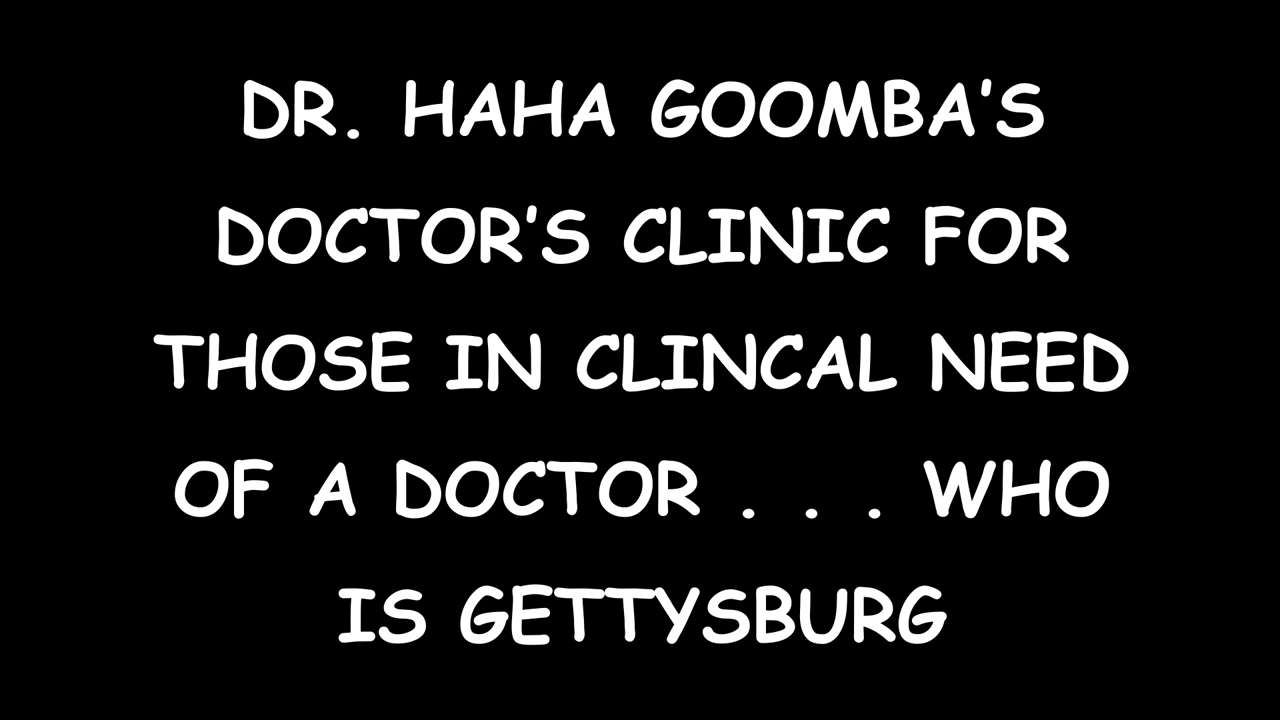 DR. HAHA GOOMBA'S
DOCTOR'S CLINIC FOR
THOSE IN CLINCAL NEED
OF A DOCTOR . . . WHO
IS GETTYSBURG